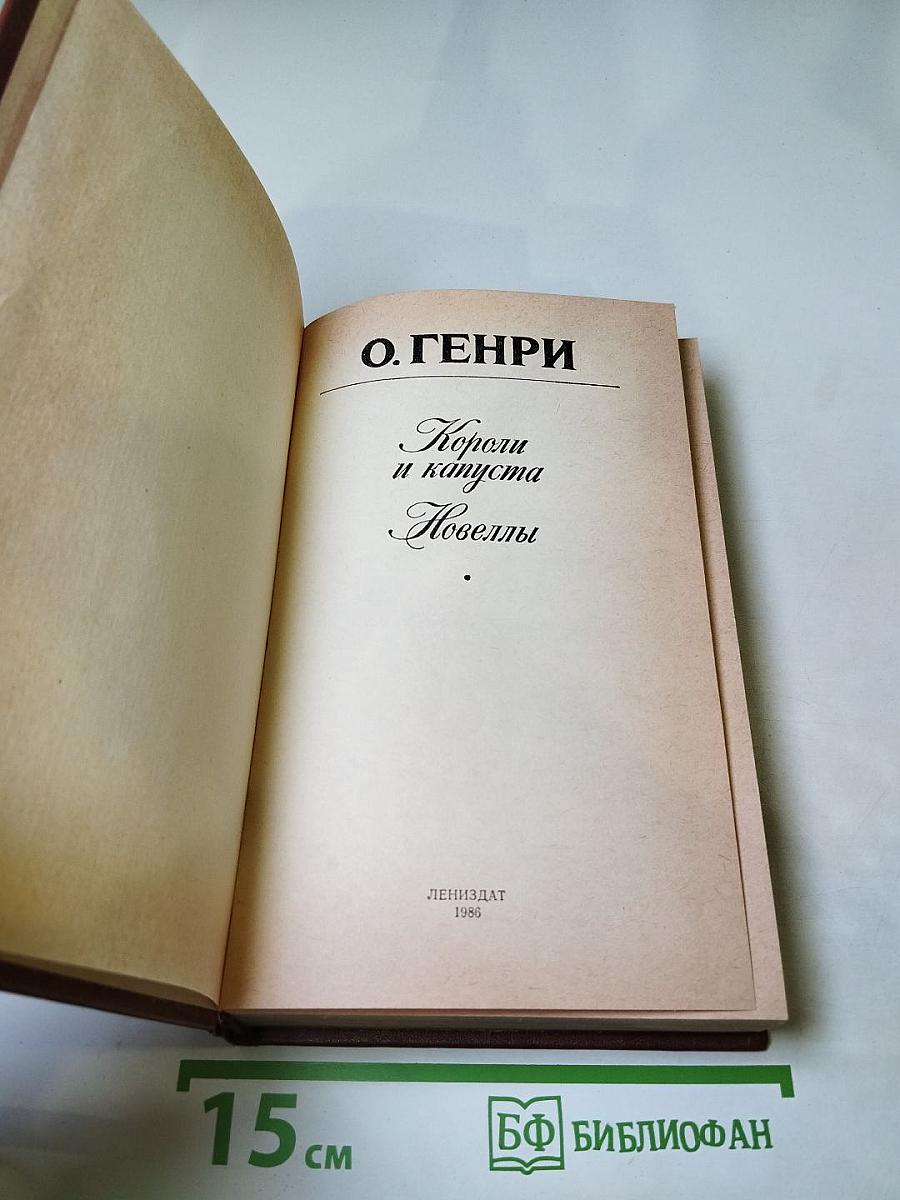 О. ГЕНРИ
Короли
и капуста
Новеллы
•
ЛЕНИЗДАТ
1986
15 см
БФ БИБЛИОФАН